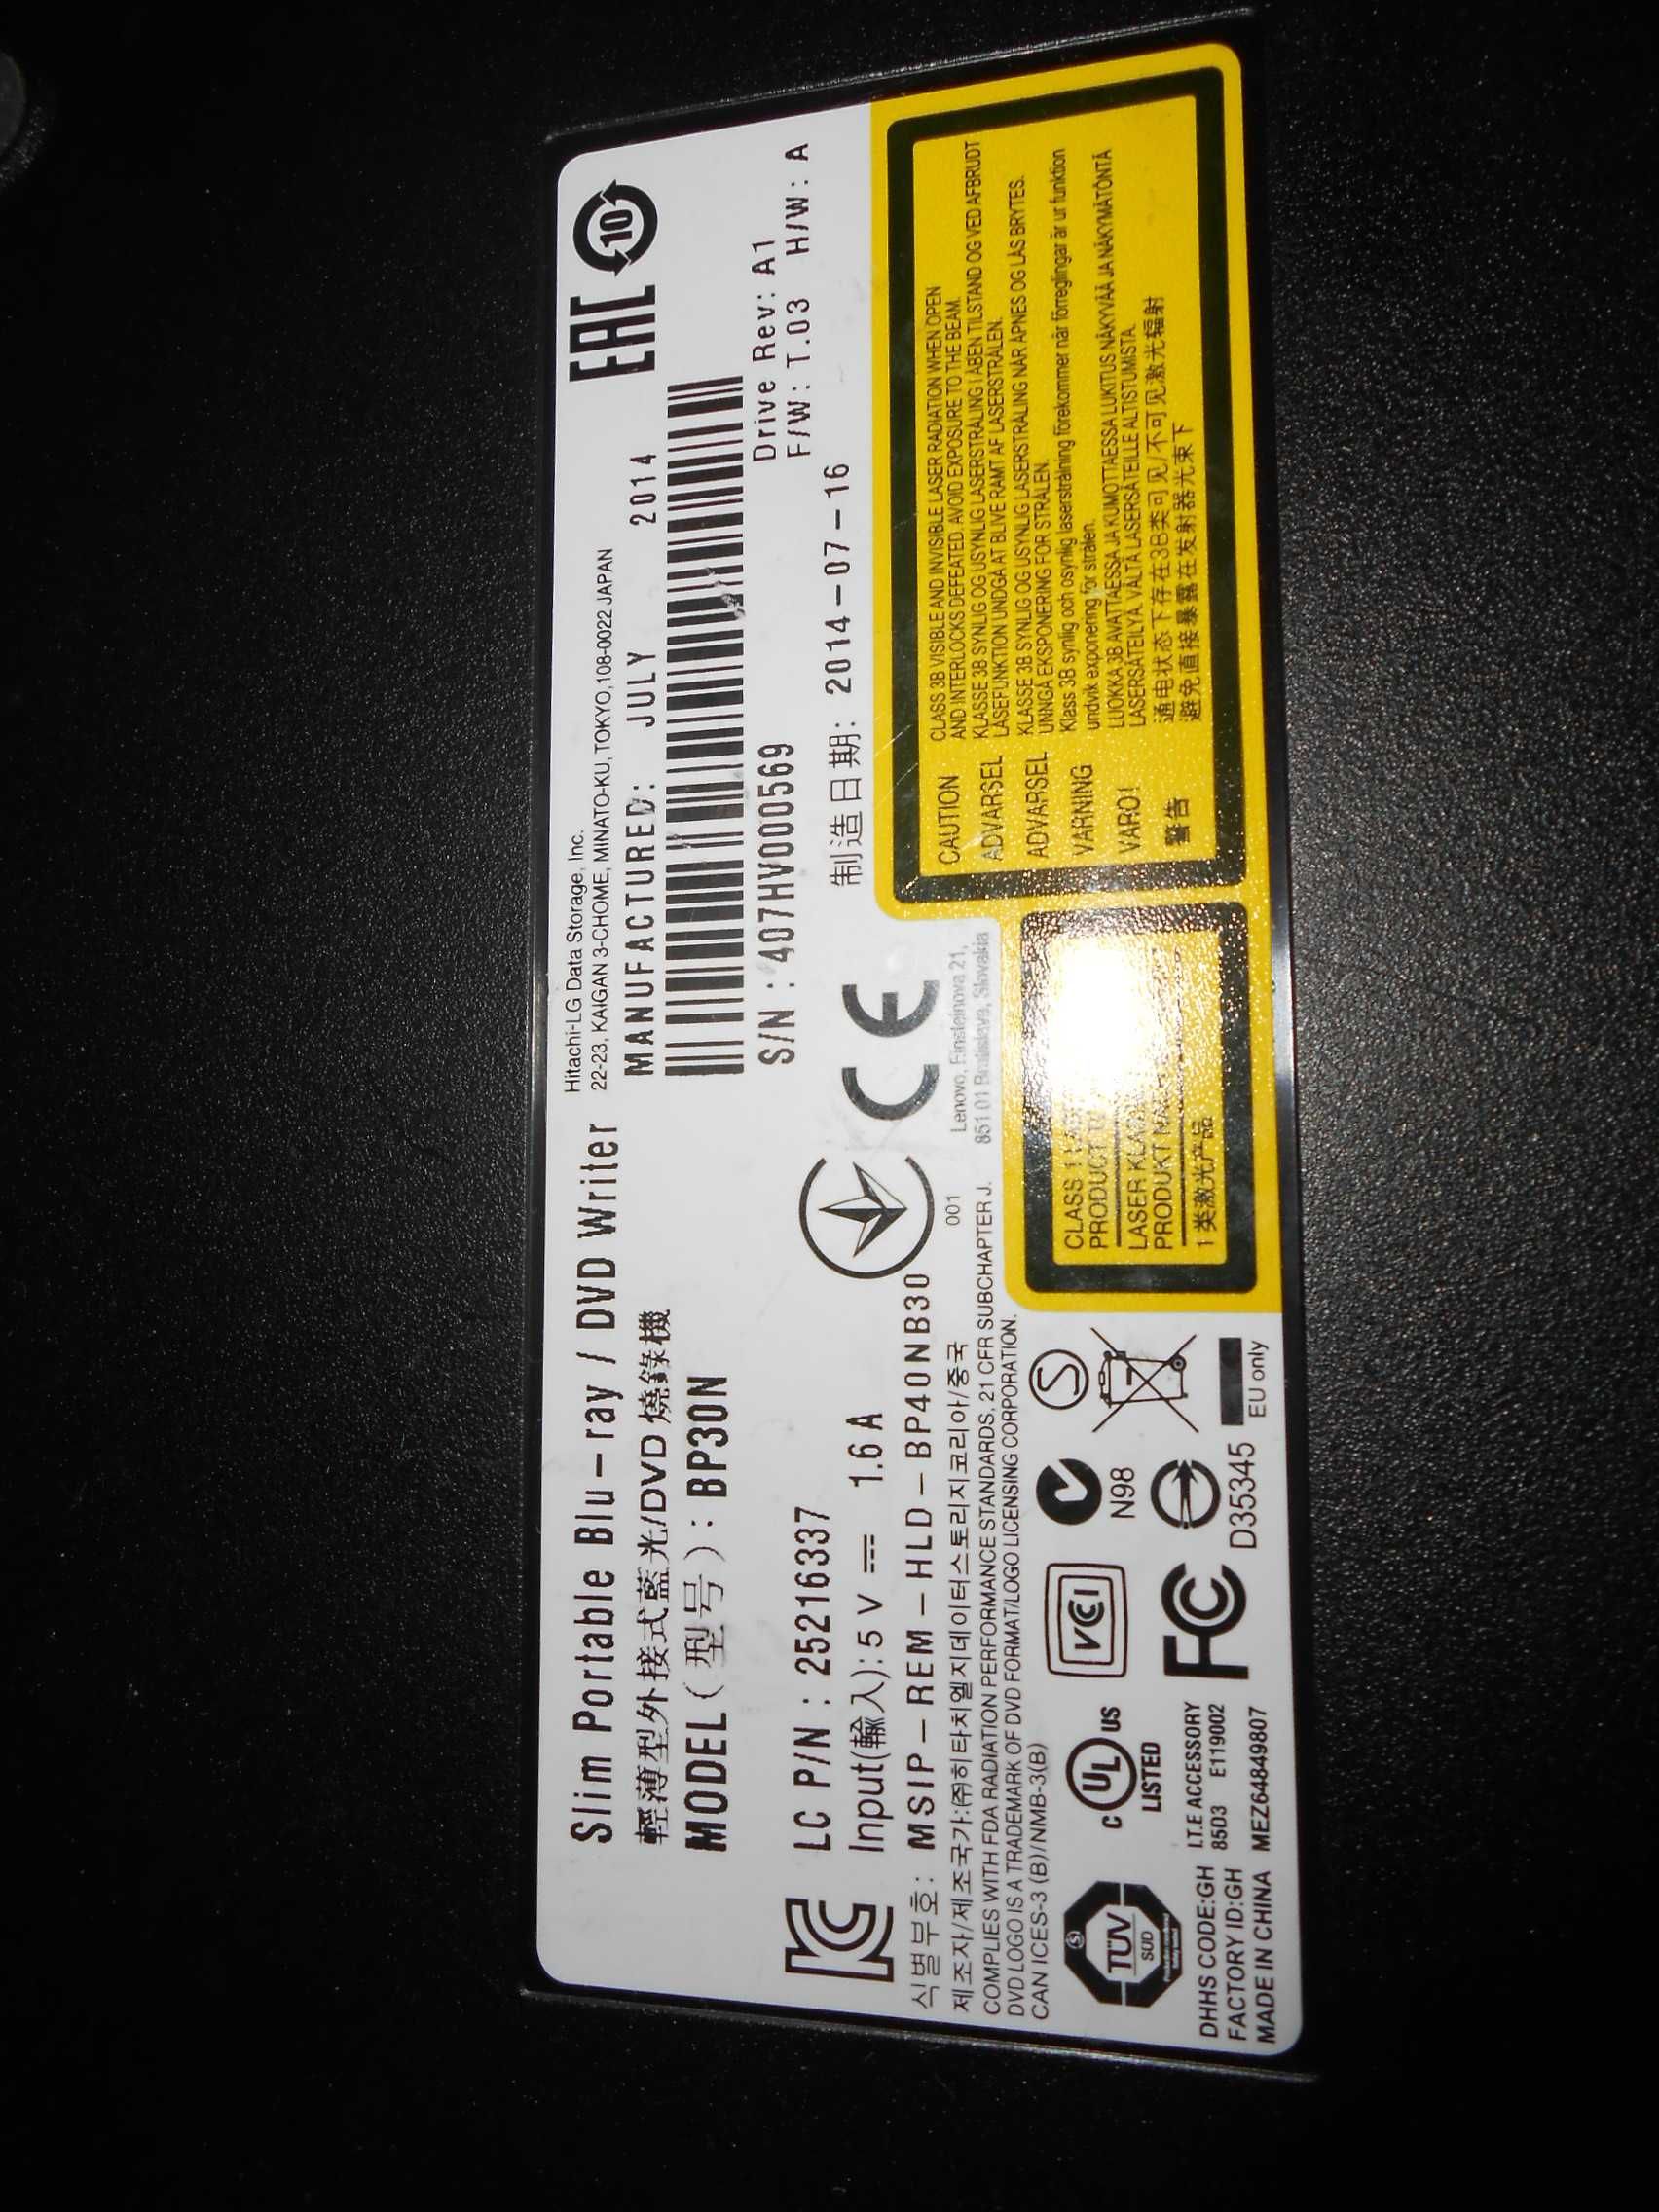 Slim Portable Blu-ray / DVD Writer
輕薄型外接式藍光/DVD 燒錄機
MODEL (型号) : BP30N
Hitachi-LG Data Storage, Inc.
22-23, KAIGAN 3-CHOME, MINATO-KU, TOKYO, 108-0022 JAPAN
MANUFACTURED: JULY 2014
EAC
10
S/N : 407HV000569
Drive Rev: A1
F/W: T.03 H/W: A
制造日期: 2014-07-16
LC P/N : 25216337
Input(輸入): 5 V 1.6 A
식별부호: MSIP-REM-HLD-BP40NB30
제조자/제조국가:㈜히타치엘지데이터스토리지코리아/중국
COMPLIES WITH FDA RADIATION PERFORMANCE STANDARDS, 21 CFR SUBCHAPTER J.
DVD LOGO IS A TRADEMARK OF DVD FORMAT/LOGO LICENSING CORPORATION.
CAN ICES-3 (B)/NMB-3(B)
001
CE
Lenovo, Einsteinova 21,
851 01 Bratislava, Slovakia
TÜV
SÜD
C UL US
LISTED
I.T.E ACCESSORY
85D3 E119002
VCI
N98
FC
D35345
S
EU only
DHHS CODE:GH
FACTORY ID:GH
MADE IN CHINA MEZ64849807
CLASS 1
PRODUCT
LASER
PRODUKT
1类激光产品
CAUTION CLASS 3B VISIBLE AND INVISIBLE LASER RADIATION WHEN OPEN
AND INTERLOCKS DEFEATED. AVOID EXPOSURE TO THE BEAM.
ADVARSEL KLASSE 3B SYNLIG OG USYNLIG LASERSTRÅLING I ÅBEN TILSTAND OG VED AFBRUDT
LASEFUNKTION UNDGA AT BLIVE RAMT AF LASERSTRÅLEN.
ADVARSEL KLASSE 3B SYNLIG OG USYNLIG LASERSTRÅLING NÅR ÅPNES OG LÅS BRYTES.
UNNGÅ EKSPONERING FOR STRÅLEN.
VARNING Klass 3B synlig och osynlig laserstrålning förekommer när förreglingar är ur funktion
undvik exponering för strålen.
VARO! LUOKKA 3B AVATTAESSA JA KUMOTTAESSA LUKITUS NÄKYVÄÄ JA NÄKYMÄTÖNTÄ
LASERSÄTEILYÄ VÄLTÄ LASERSÄTEILLE ALTISTUMISTA.
警告 通电状态下存在3B类可见/不可见激光辐射
避免直接暴露在发射器光束下